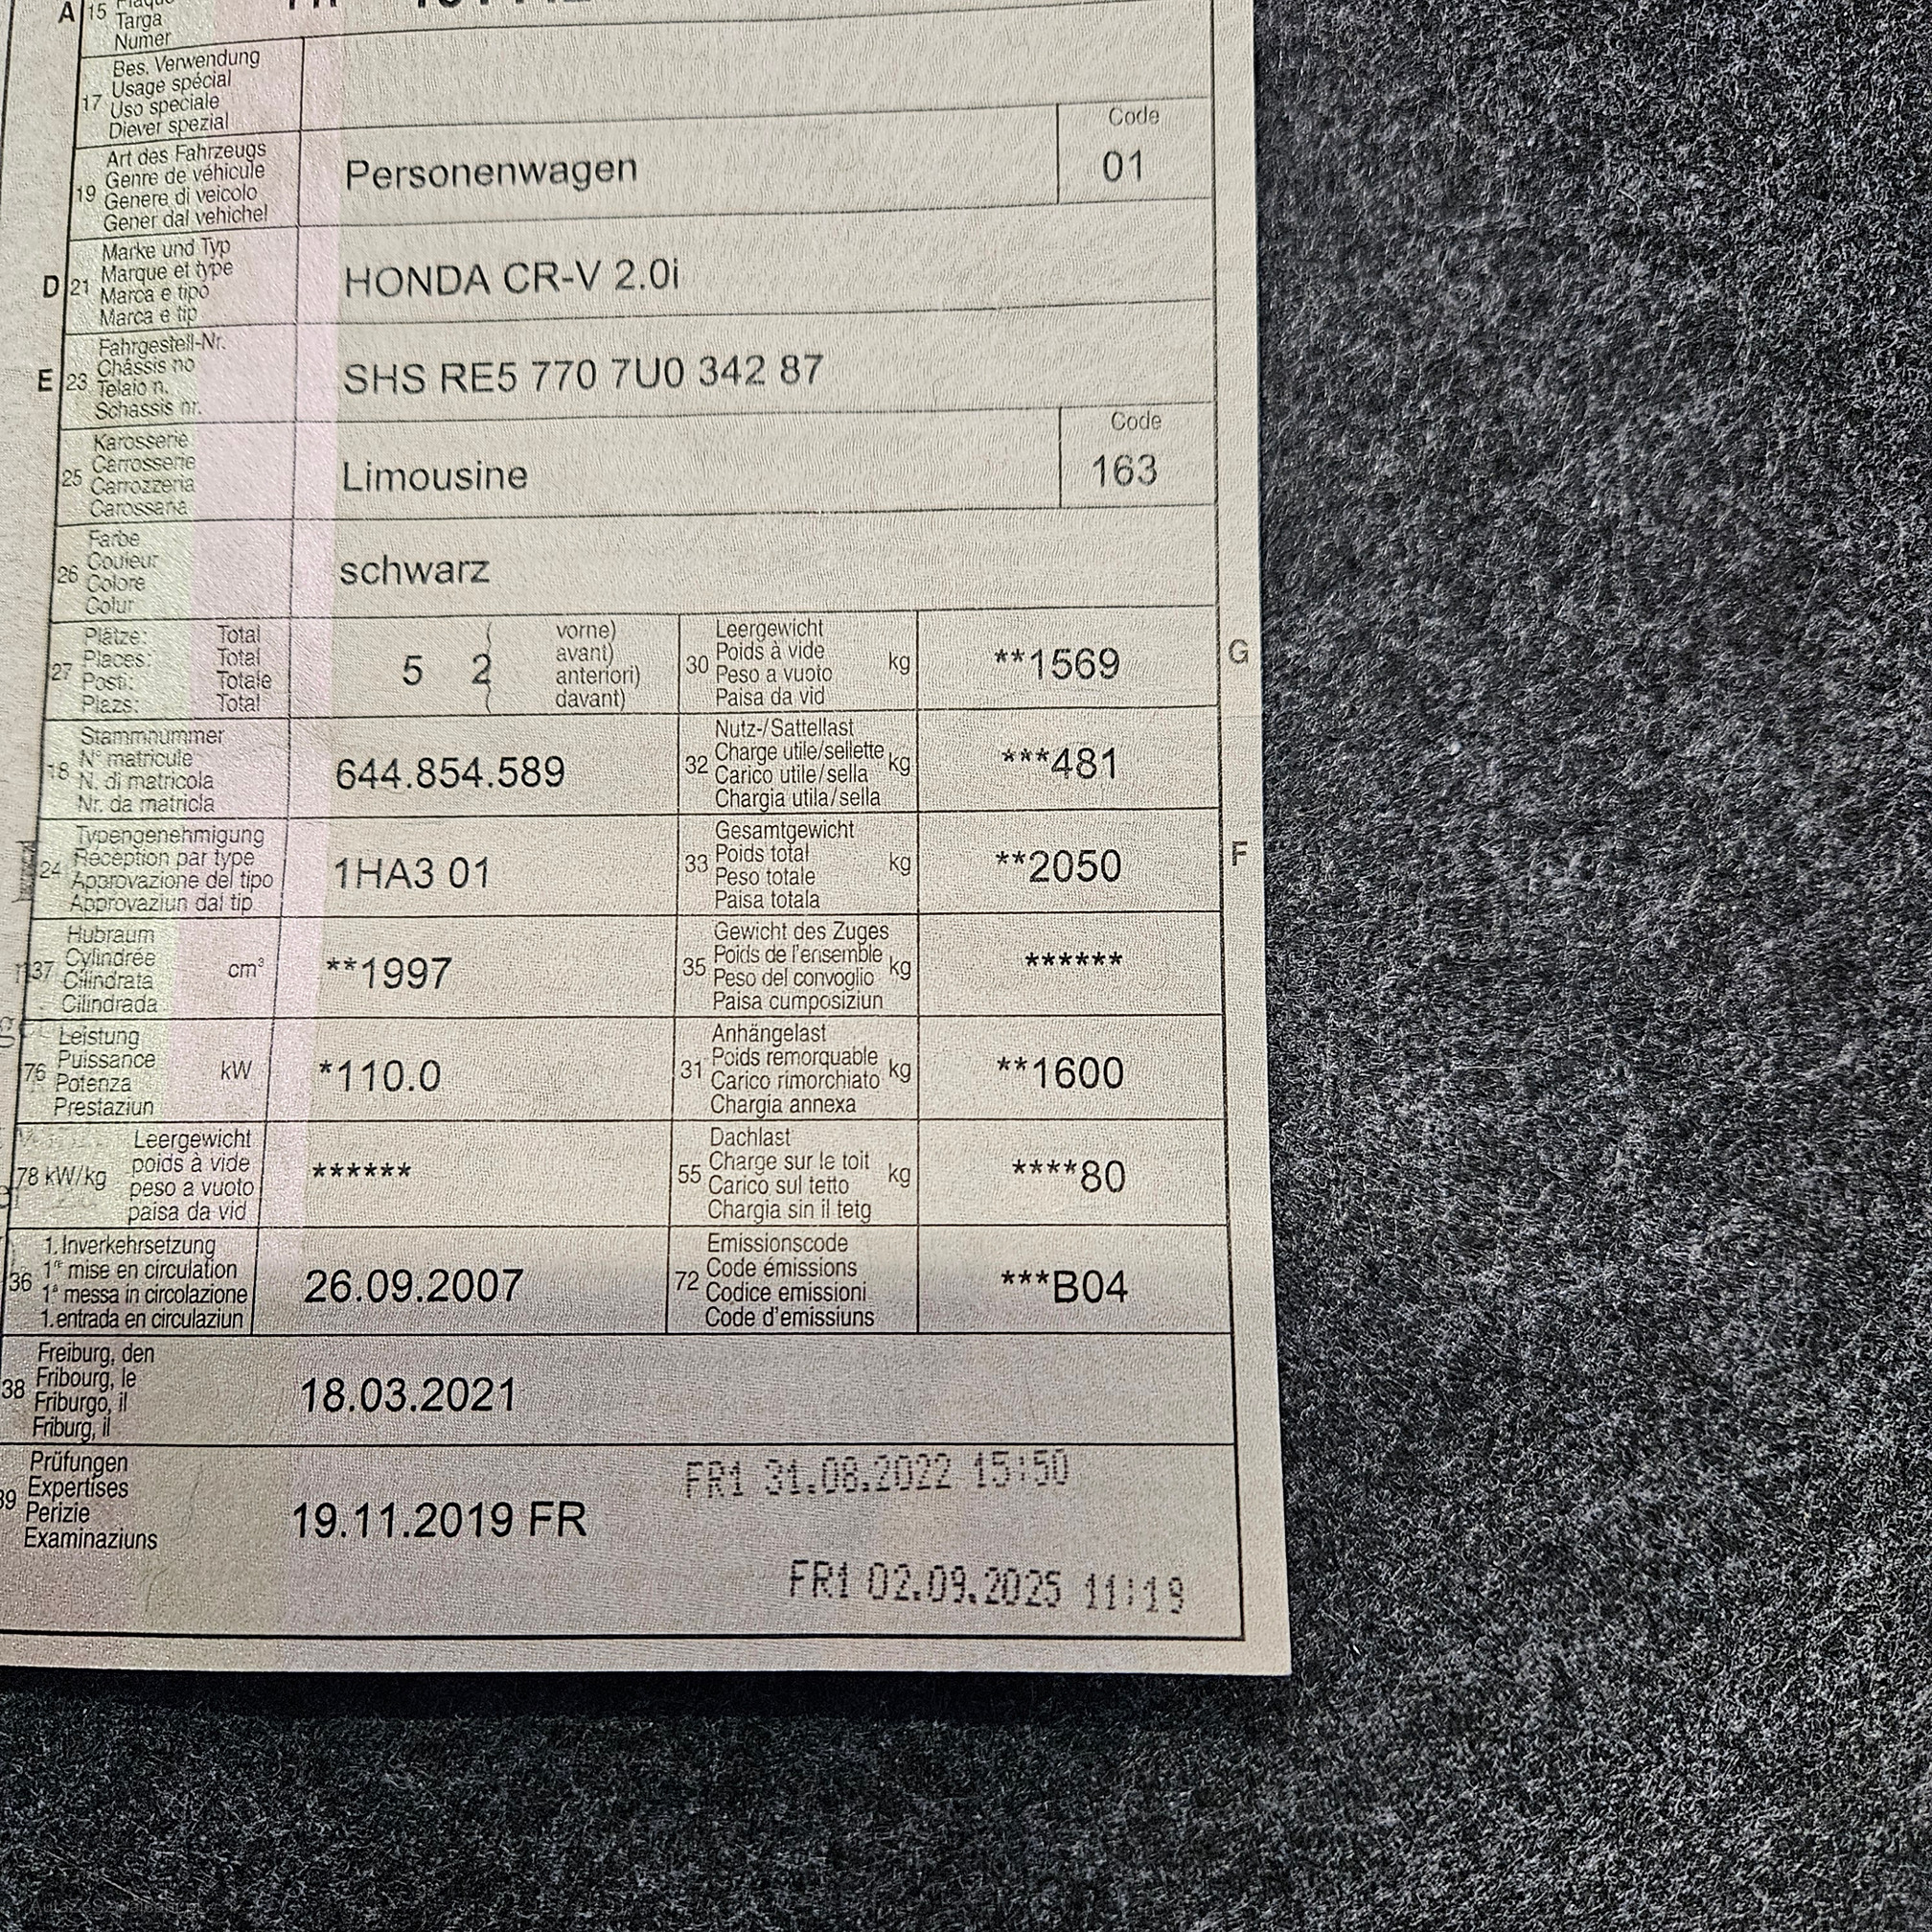 A 15
Targa
Numer
17 Bes. Verwendung
Usage spécial
Uso speciale
Diever spezial
19 Art des Fahrzeugs
Genre de véhicule
Genere di veicolo
Gener dal vehichel
Personenwagen
Code
01
D 21 Marke und Typ
Marque et type
Marca e tipo
Marca e tip
HONDA CR-V 2.0i
E 23 Fahrgestell-Nr.
Châssis no
Telaio n.
Schassis nr.
SHS RE5 770 7U0 342 87
25 Karosserie
Carrosserie
Carrozzeria
Carossaria
Limousine
Code
163
26 Farbe
Couleur
Colore
Colur
schwarz
27 Plätze: Total
Places: Total
Posti: Totale
Plazs: Total
5 2
vorne)
avant)
anteriori)
davant)
30 Leergewicht
Poids à vide
Peso a vuoto
Paisa da vid
kg
**1569
G
18 Stammnummer
N° matricule
N. di matricola
Nr. da matricla
644.854.589
32 Nutz-/Sattellast
Charge utile/sellette
Carico utile/sella
Chargia utila/sella
kg
***481
24 Typengenehmigung
Réception par type
Approvazione del tipo
Approvaziun dal tip
1HA3 01
33 Gesamtgewicht
Poids total
Peso totale
Paisa totala
kg
**2050
F
37 Hubraum
Cylindrée
Cilindrata
Cilindrada
cm³
**1997
35 Gewicht des Zuges
Poids de l'ensemble
Peso del convoglio
Paisa cumposiziun
kg
******
76 Leistung
Puissance
Potenza
Prestaziun
kW
*110.0
31 Anhängelast
Poids remorquable
Carico rimorchiato
Chargia annexa
kg
**1600
78 kW/kg
Leergewicht
poids à vide
peso a vuoto
paisa da vid
******
55 Dachlast
Charge sur le toit
Carico sul tetto
Chargia sin il tetg
kg
****80
36 1. Inverkehrsetzung
1re mise en circulation
1a messa in circolazione
1. entrada en circulaziun
26.09.2007
72 Emissionscode
Code émissions
Codice emissioni
Code d'emissiuns
***B04
38 Freiburg, den
Fribourg, le
Friburgo, il
Friburg, il
18.03.2021
39 Prüfungen
Expertises
Perizie
Examinaziuns
19.11.2019 FR
FR1 31.08.2022 15:50
FR1 02.09.2025 11:19